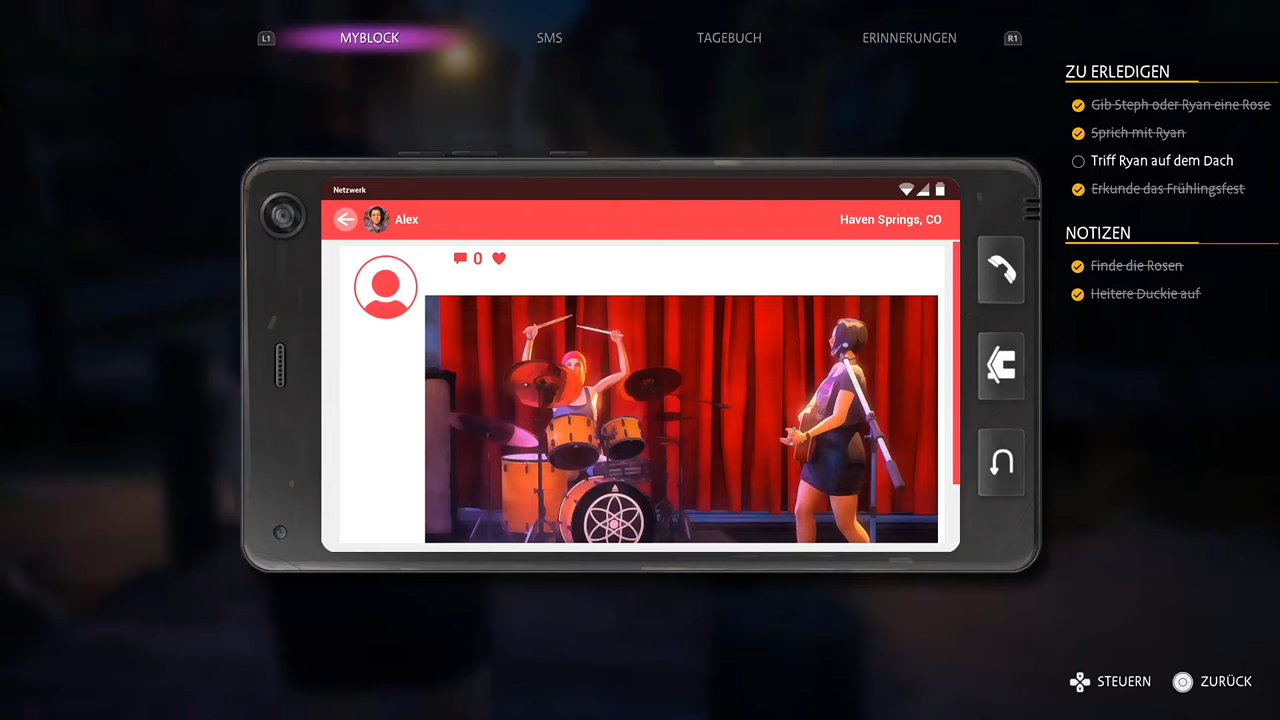 L1 MYBLOCK SMS TAGEBUCH ERINNERUNGEN R1
ZU ERLEDIGEN
Gib Steph oder Ryan eine Rose
Sprich mit Ryan
Triff Ryan auf dem Dach
Erkunde das Frühlingsfest
NOTIZEN
Finde die Rosen
Heitere Duckie auf
Netzwerk
Alex Haven Springs, CO
0
STEUERN ZURÜCK